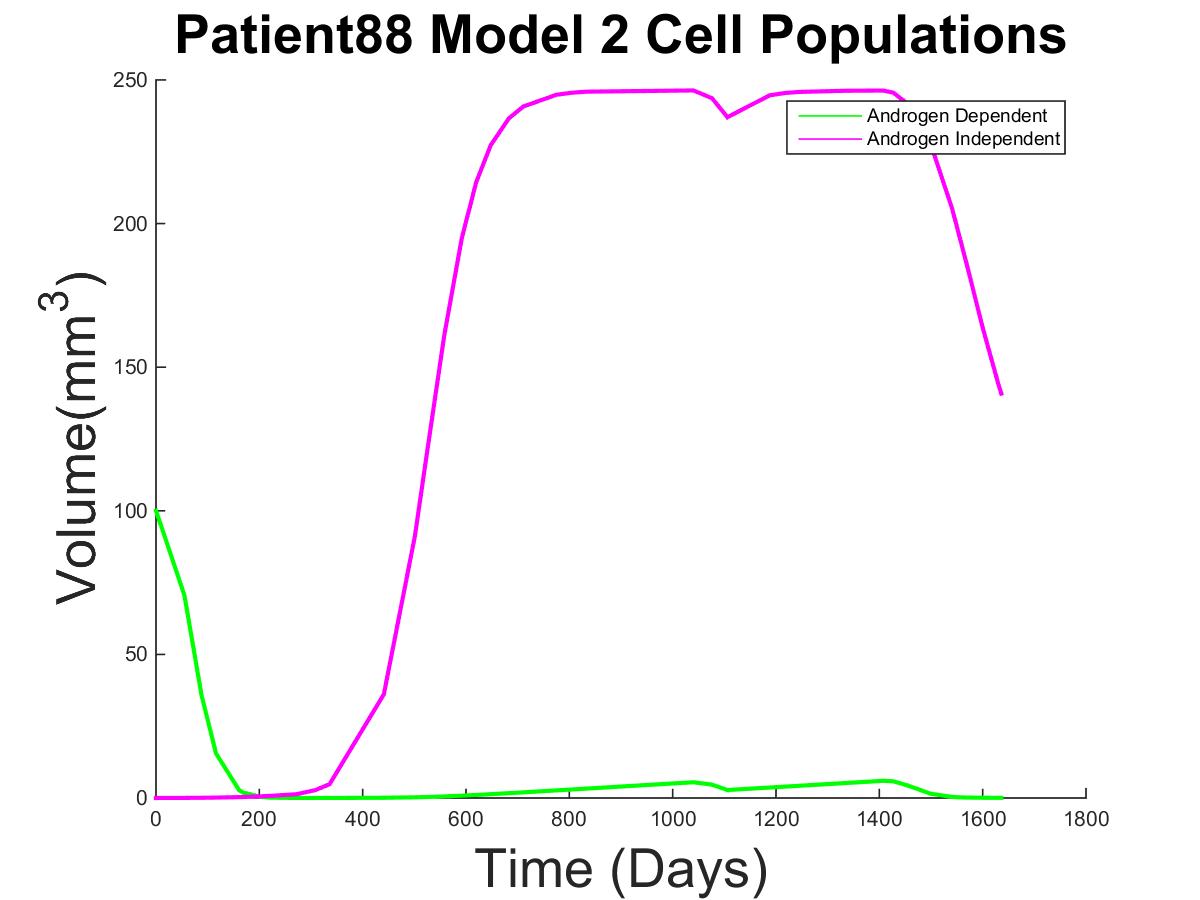 Patient88 Model 2 Cell Populations
250
200
150
100
50
0
Volume(mm³)
Androgen Dependent
Androgen Independent
0 200 400 600 800 1000 1200 1400 1600 1800
Time (Days)